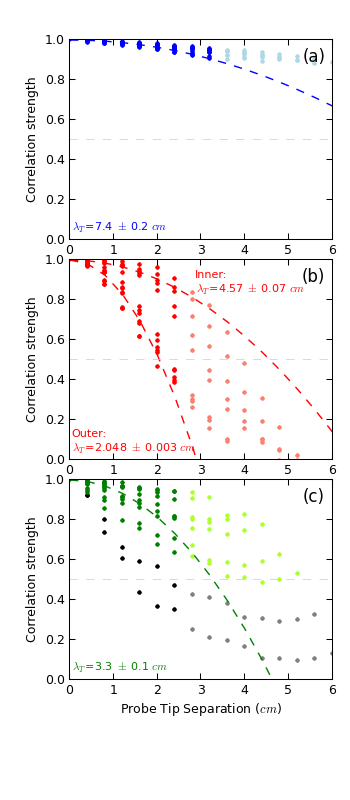 1.0
(a)
0.8
0.6
Correlation strength
0.4
0.2
λ_T=7.4 ± 0.2 cm
0.0
0 1 2 3 4 5 6
1.0
Inner:
(b)
λ_T=4.57 ± 0.07 cm
0.8
0.6
Correlation strength
0.4
0.2
Outer:
λ_T=2.048 ± 0.003 cm
0.0
0 1 2 3 4 5 6
1.0
(c)
0.8
0.6
Correlation strength
0.4
0.2
λ_T=3.3 ± 0.1 cm
0.0
0 1 2 3 4 5 6
Probe Tip Separation (cm)